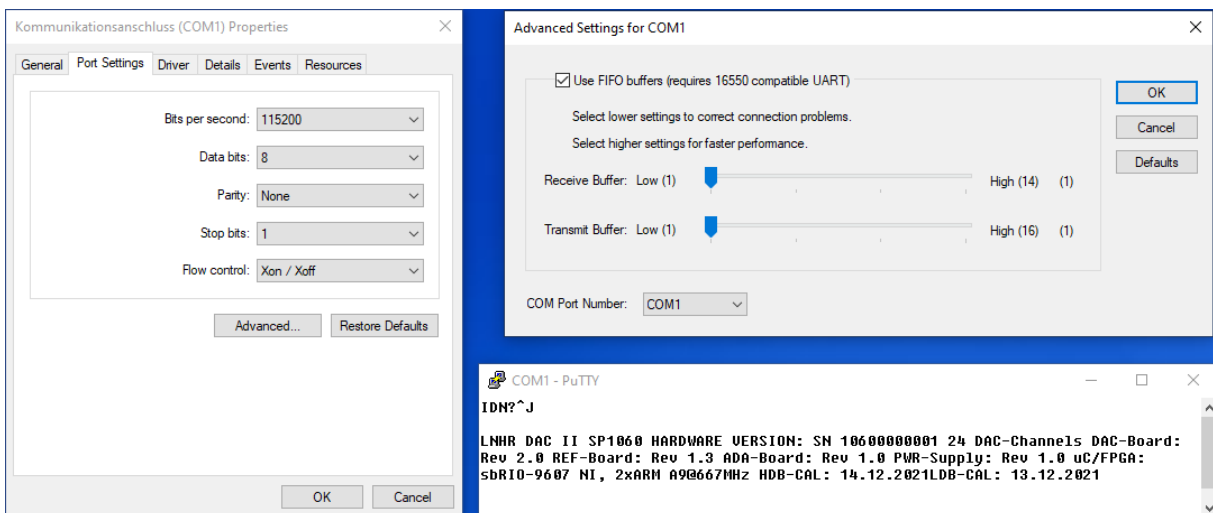 Kommunikationsanschluss (COM1) Properties
General Port Settings Driver Details Events Resources
Bits per second: 115200
Data bits: 8
Parity: None
Stop bits: 1
Flow control: Xon / Xoff
Advanced... Restore Defaults
OK Cancel
Advanced Settings for COM1
Use FIFO buffers (requires 16550 compatible UART)
OK
Select lower settings to correct connection problems.
Cancel
Select higher settings for faster performance.
Defaults
Receive Buffer: Low (1) High (14) (1)
Transmit Buffer: Low (1) High (16) (1)
COM Port Number: COM1
COM1 - PuTTY
IDN?^J
LNHR DAC II SP1060 HARDWARE VERSION: SN 10600000001 24 DAC-Channels DAC-Board:
Rev 2.0 REF-Board: Rev 1.3 ADA-Board: Rev 1.0 PWR-Supply: Rev 1.0 uC/FPGA:
sbRIO-9607 NI, 2xARM A9@667MHz HDB-CAL: 14.12.2021LDB-CAL: 13.12.2021